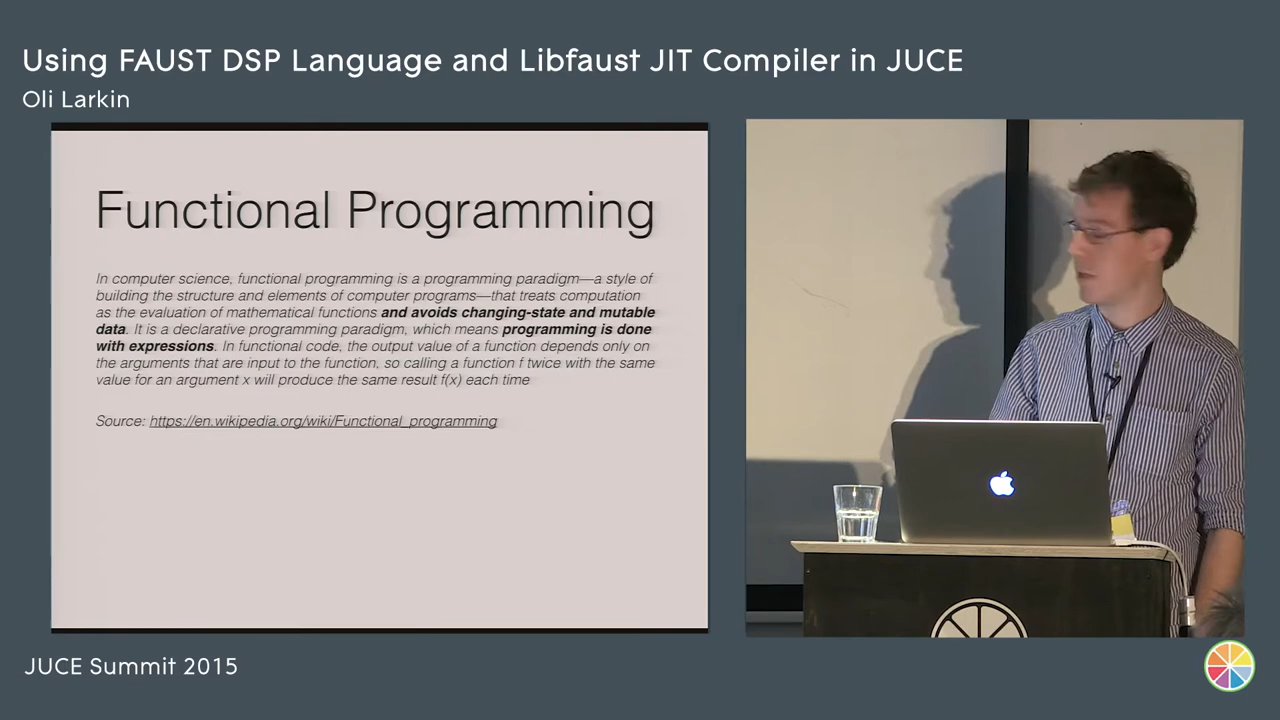 Using FAUST DSP Language and Libfaust JIT Compiler in JUCE
Oli Larkin
Functional Programming
In computer science, functional programming is a programming paradigm—a style of
building the structure and elements of computer programs—that treats computation
as the evaluation of mathematical functions and avoids changing-state and mutable
data. It is a declarative programming paradigm, which means programming is done
with expressions. In functional code, the output value of a function depends only on
the arguments that are input to the function, so calling a function f twice with the same
value for an argument x will produce the same result f(x) each time
Source: https://en.wikipedia.org/wiki/Functional_programming
JUCE Summit 2015